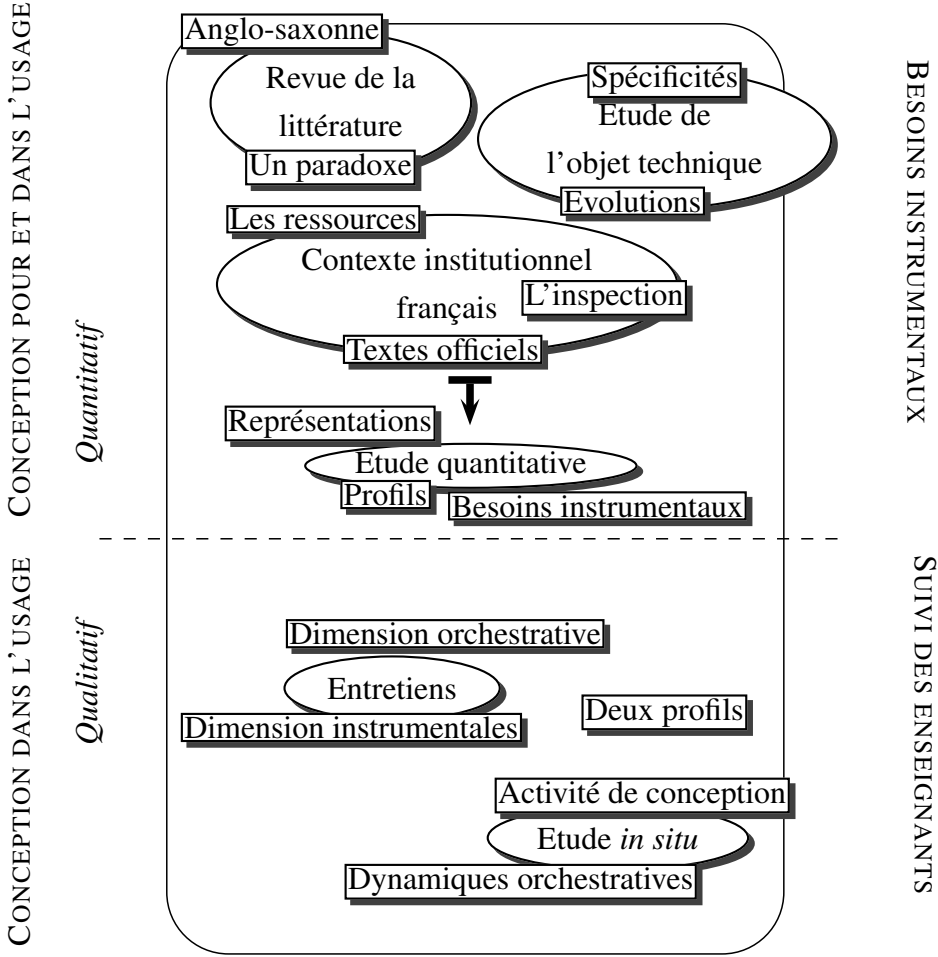 CONCEPTION POUR ET DANS L'USAGE
Quantitatif
Anglo-saxonne
Revue de la
littérature
Un paradoxe
Spécificités
Etude de
l'objet technique
Evolutions
Les ressources
Contexte institutionnel
français
L'inspection
Textes officiels
Représentations
Etude quantitative
Profils
Besoins instrumentaux
BESOINS INSTRUMENTAUX
CONCEPTION DANS L'USAGE
Qualitatif
Dimension orchestrative
Entretiens
Dimension instrumentales
Deux profils
Activité de conception
Etude in situ
Dynamiques orchestratives
SUIVI DES ENSEIGNANTS